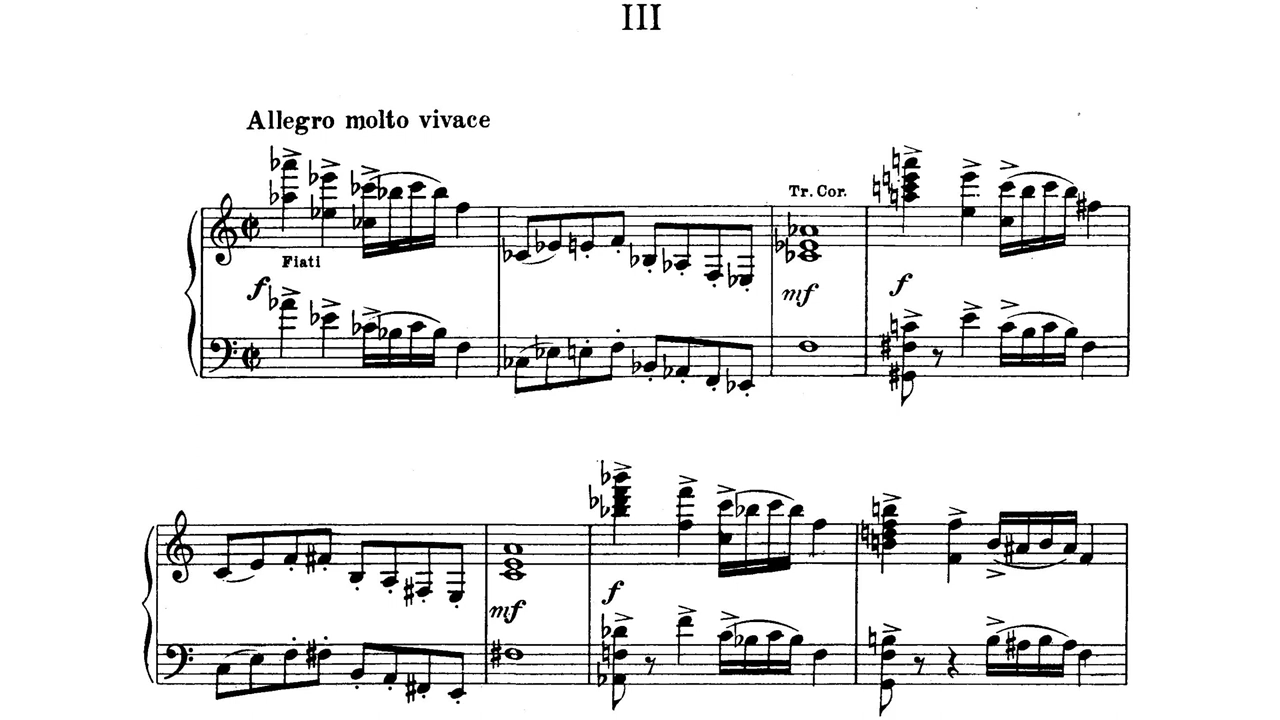 III
Allegro molto vivace
Tr. Cor.
Fiati
f
mf
f
mf
f